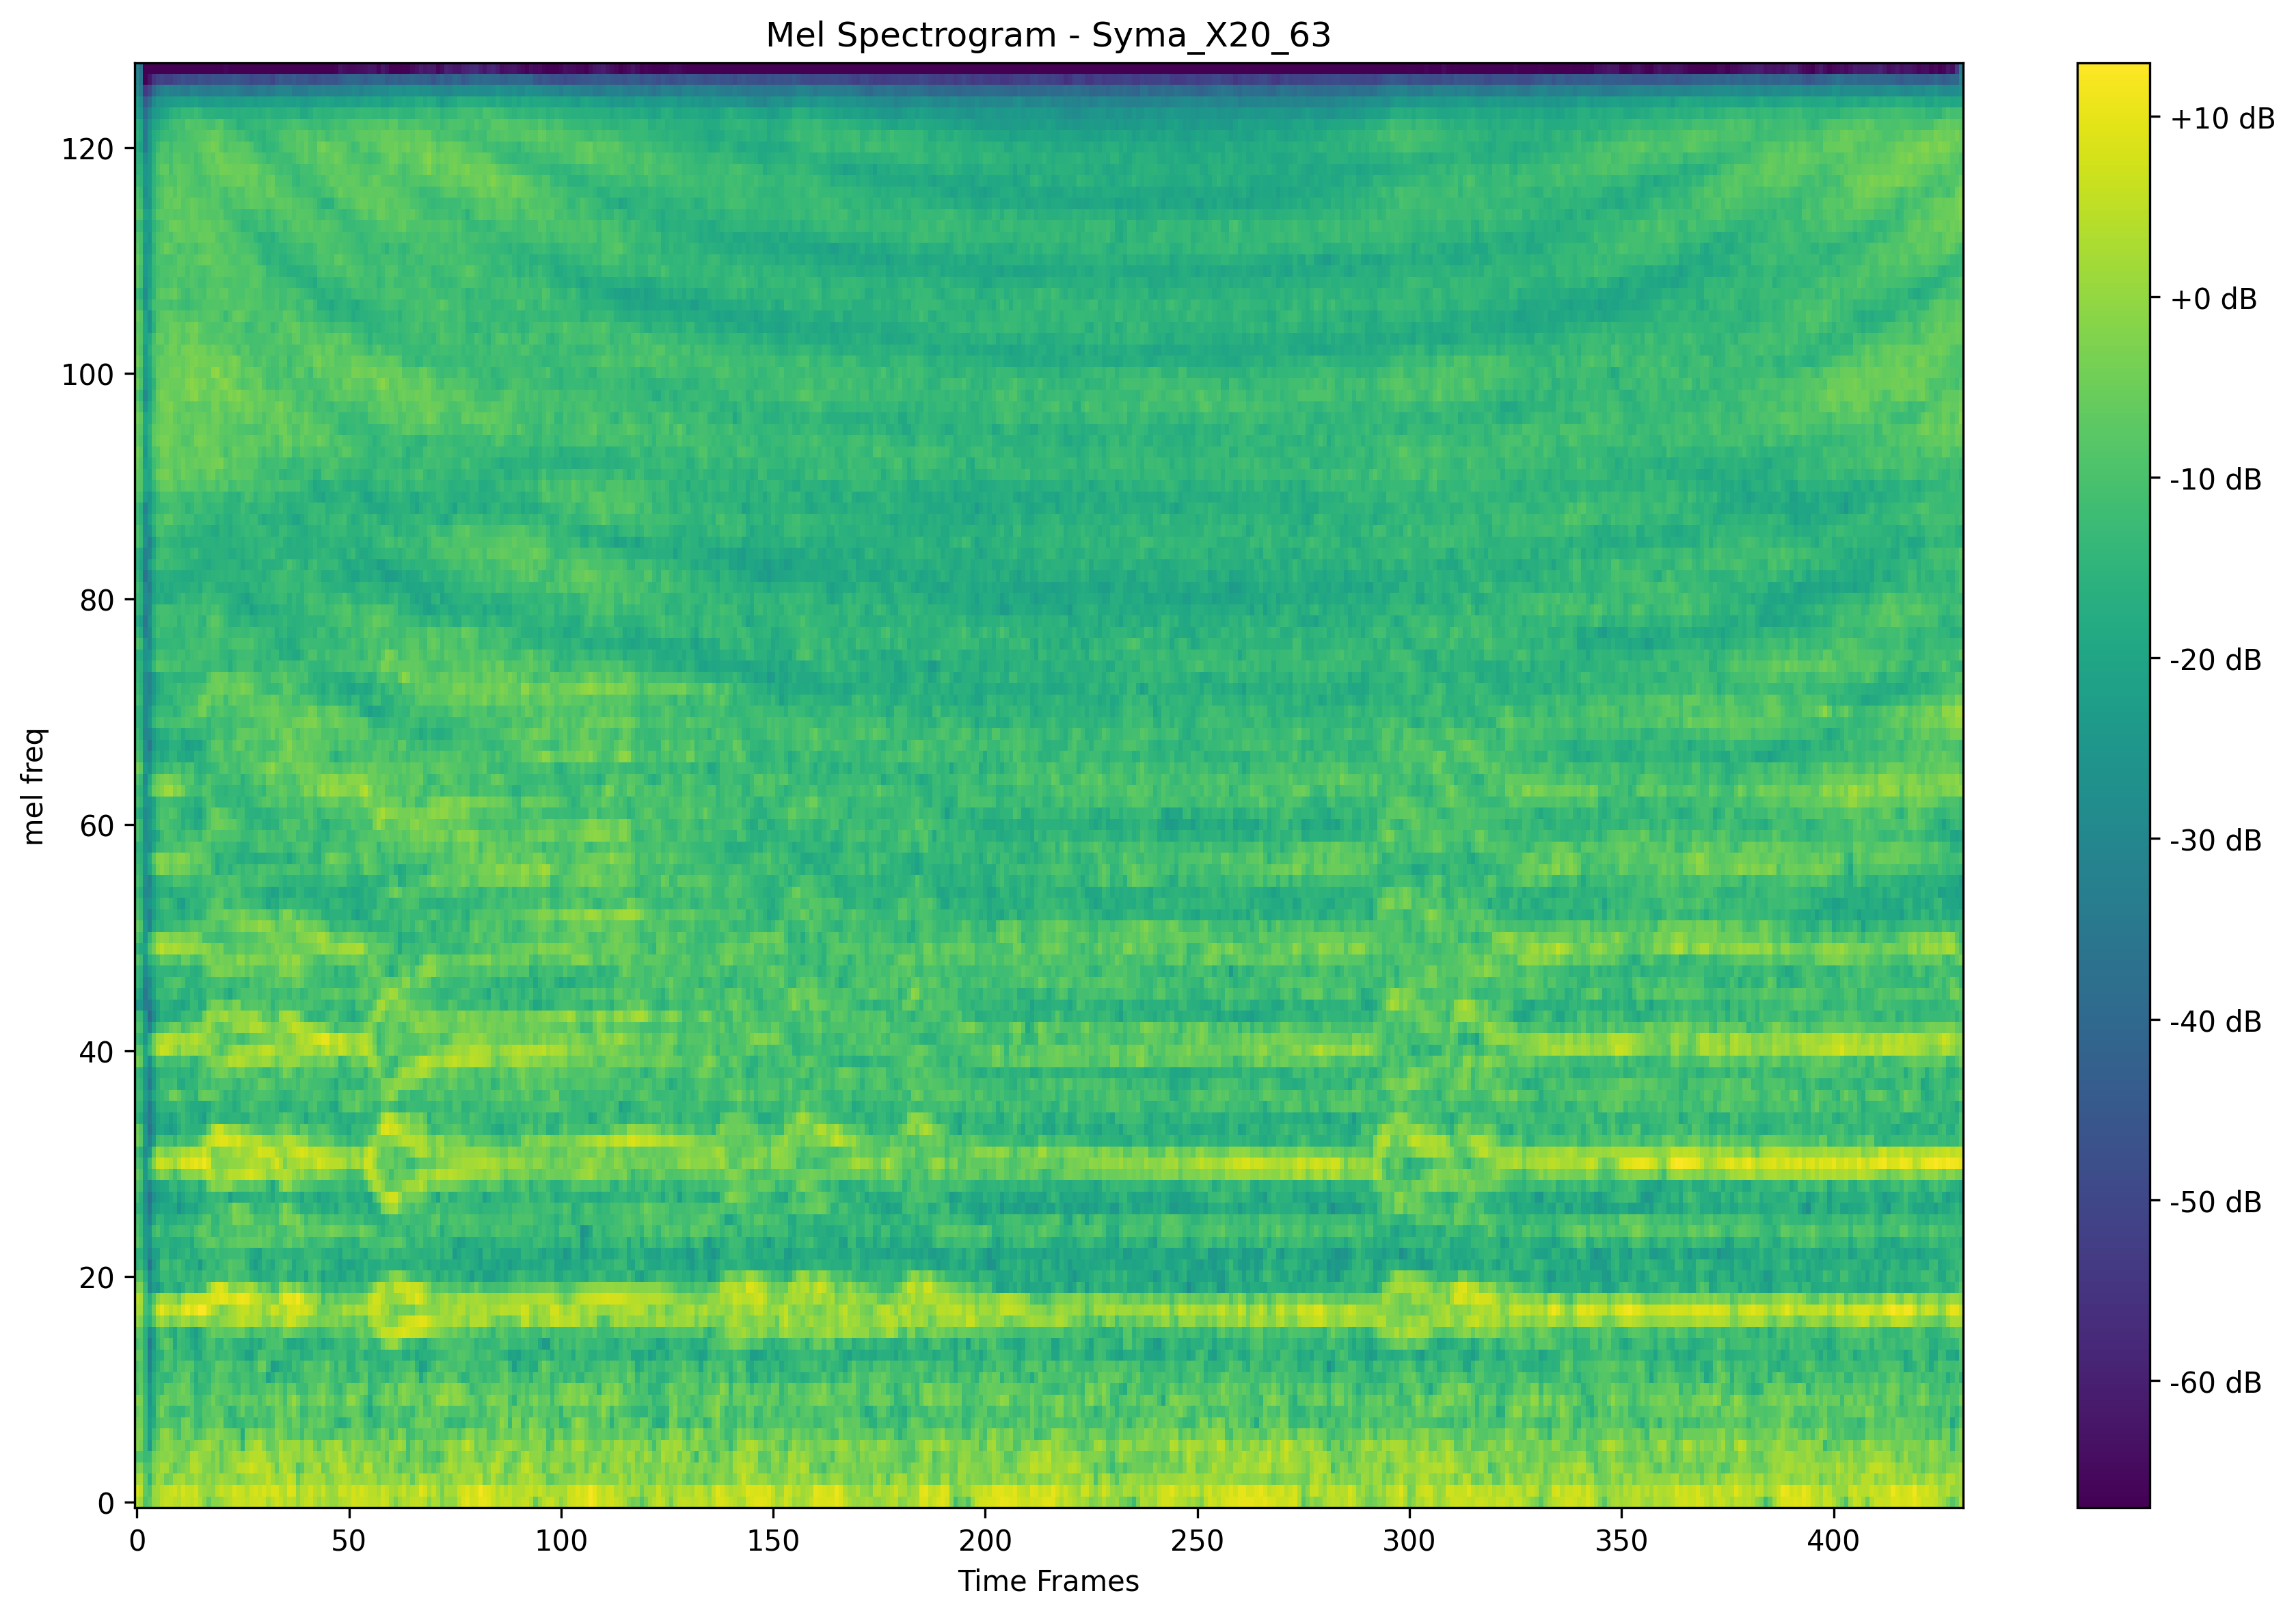 Mel Spectrogram - Syma_X20_63
mel freq
120
100
80
60
40
20
0
0 50 100 150 200 250 300 350 400
Time Frames
+10 dB
+0 dB
-10 dB
-20 dB
-30 dB
-40 dB
-50 dB
-60 dB